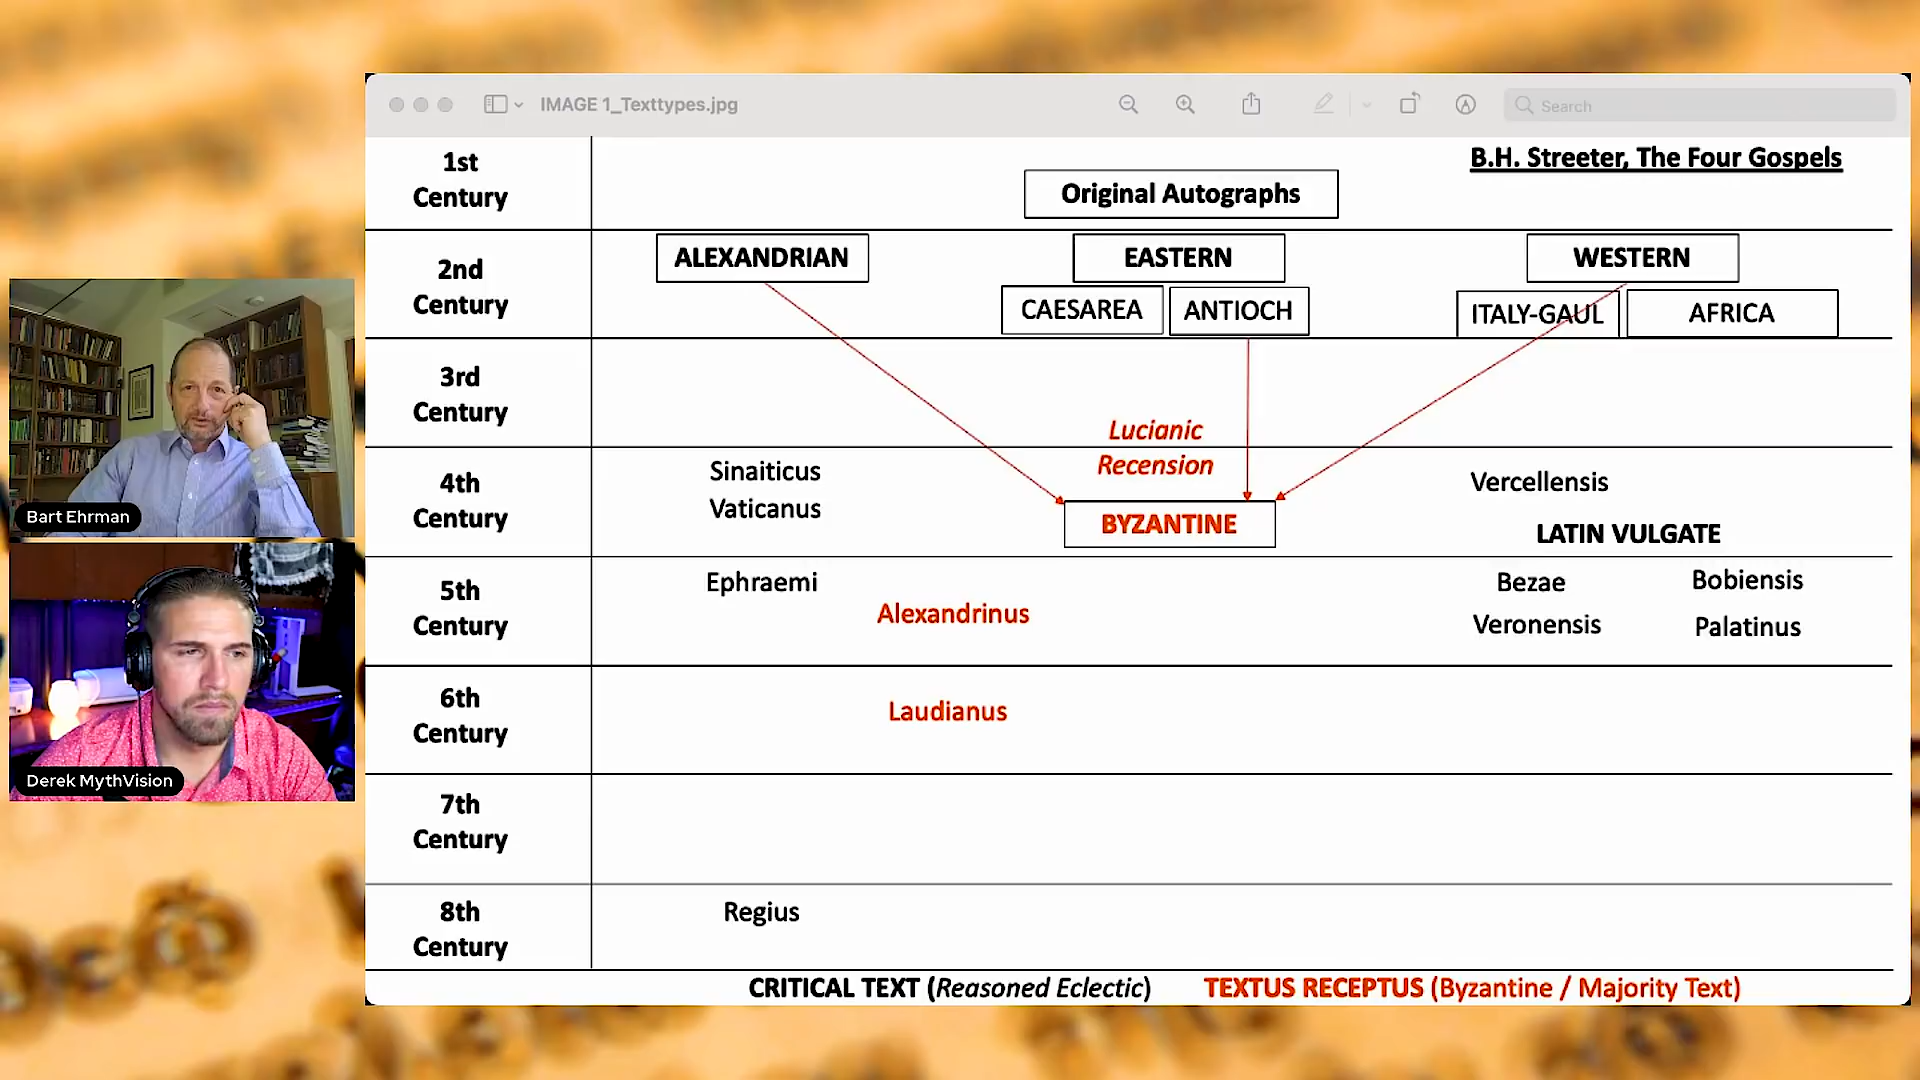 IMAGE 1_Texttypes.jpg
Search
1st
Century
B.H. Streeter, The Four Gospels
Original Autographs
2nd
Century
ALEXANDRIAN
EASTERN
WESTERN
CAESAREA
ANTIOCH
ITALY-GAUL
AFRICA
3rd
Century
Lucianic
Recension
4th
Century
Sinaiticus
Vaticanus
BYZANTINE
Vercellensis
LATIN VULGATE
5th
Century
Ephraemi
Alexandrinus
Bezae
Bobiensis
Veronensis
Palatinus
6th
Century
Laudianus
7th
Century
8th
Century
Regius
CRITICAL TEXT (Reasoned Eclectic)
TEXTUS RECEPTUS (Byzantine / Majority Text)
Bart Ehrman
Derek MythVision